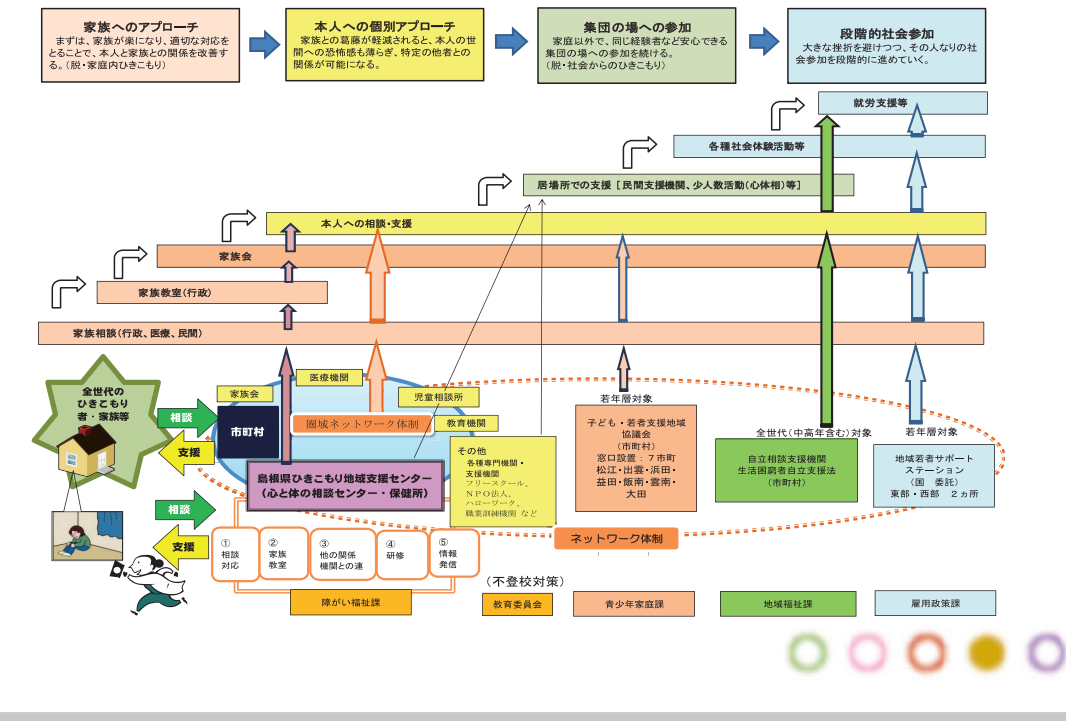 家族へのアプローチ
まずは、家族が楽になり、適切な対応を
とることで、本人と家族との関係を改善す
る。(脱・家庭内ひきこもり)
本人への個別アプローチ
家族との葛藤が軽減されると、本人の世
間への恐怖感も薄らぎ、特定の他者との
関係が可能になる。
集団の場への参加
家庭以外で、同じ経験者など安心できる
集団の場への参加を続ける。
(脱・社会からのひきこもり)
段階的社会参加
大きな挫折を避けつつ、その人なりの社
会参加を段階的に進めていく。
就労支援等
各種社会体験活動等
居場所での支援［民間支援機関、少人数活動(心体相)等］
本人への相談・支援
家族会
家族教室(行政)
家族相談(行政、医療、民間)
全世代の
ひきこもり
者・家族等
相談
支援
相談
支援
家族会
医療機関
児童相談所
教育機関
市町村
圏域ネットワーク体制
島根県ひきこもり地域支援センター
(心と体の相談センター・保健所)
その他
各種専門機関・
支援機関
フリースクール、
ＮＰＯ法人、
ハローワーク、
職業訓練機関 など
若年層対象
子ども・若者支援地域
協議会
(市町村)
窓口設置：７市町
松江・出雲・浜田・
益田・飯南・雲南・
大田
全世代(中高年含む)対象
自立相談支援機関
生活困窮者自立支援法
(市町村)
若年層対象
地域若者サポート
ステーション
(国　委託)
東部・西部　２ヵ所
ネットワーク体制
①
相談
対応
②
家族
教室
③
他の関係
機関との連
④
研修
⑤
情報
発信
(不登校対策)
障がい福祉課
教育委員会
青少年家庭課
地域福祉課
雇用政策課